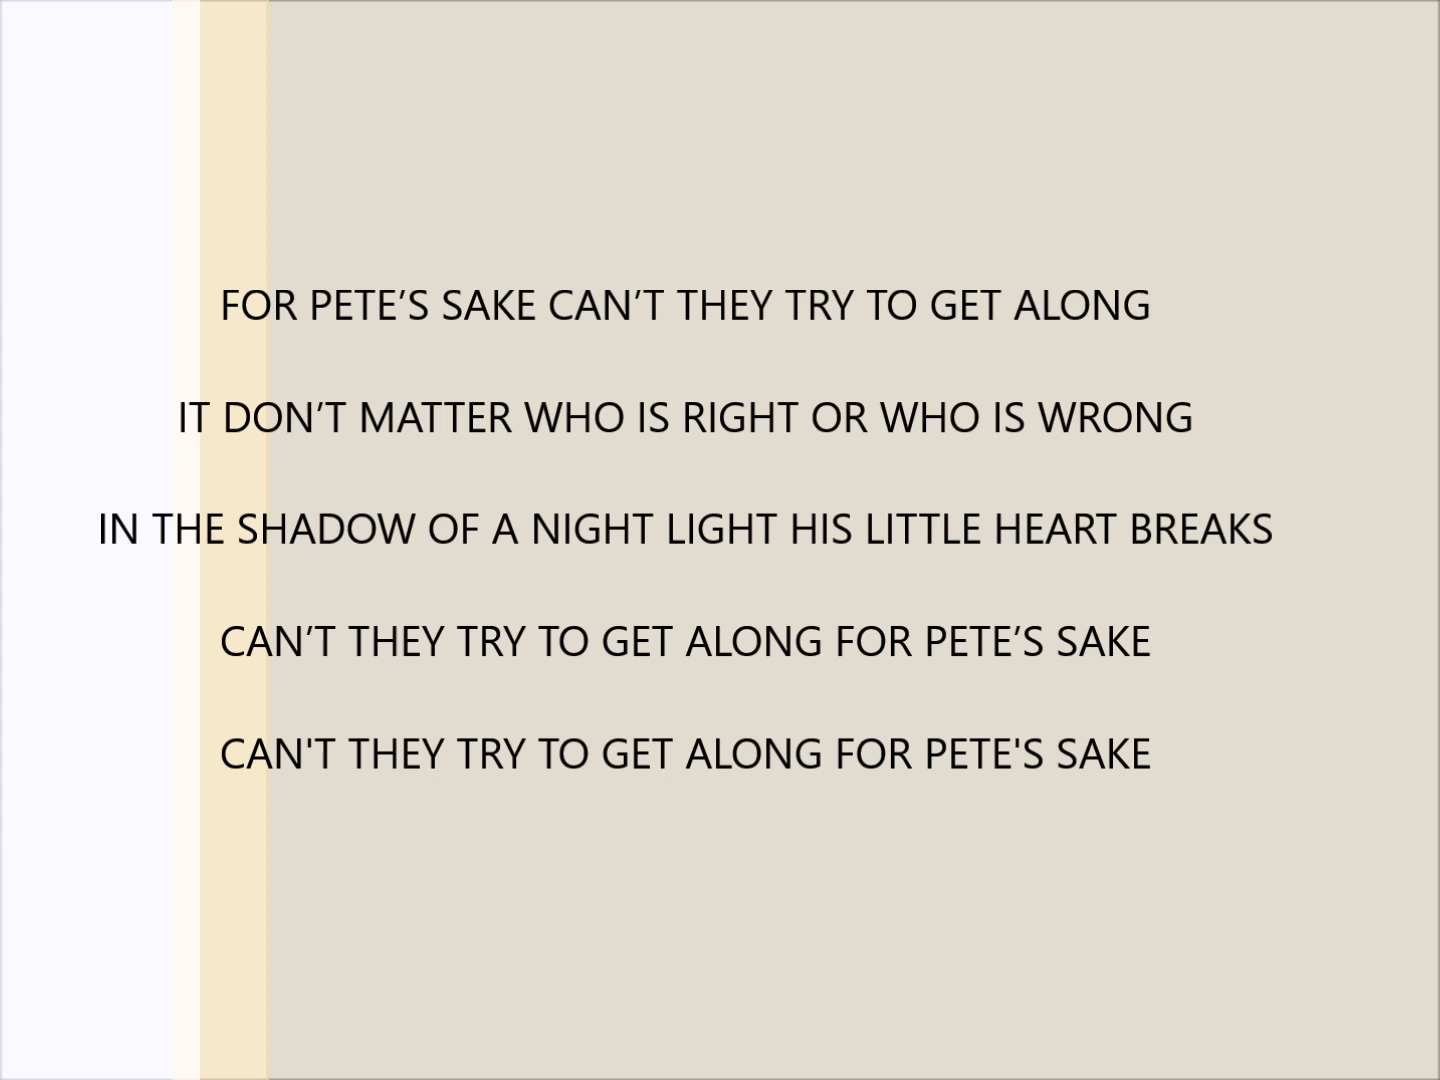 FOR PETE’S SAKE CAN’T THEY TRY TO GET ALONG
IT DON’T MATTER WHO IS RIGHT OR WHO IS WRONG
IN THE SHADOW OF A NIGHT LIGHT HIS LITTLE HEART BREAKS
CAN’T THEY TRY TO GET ALONG FOR PETE’S SAKE
CAN'T THEY TRY TO GET ALONG FOR PETE'S SAKE